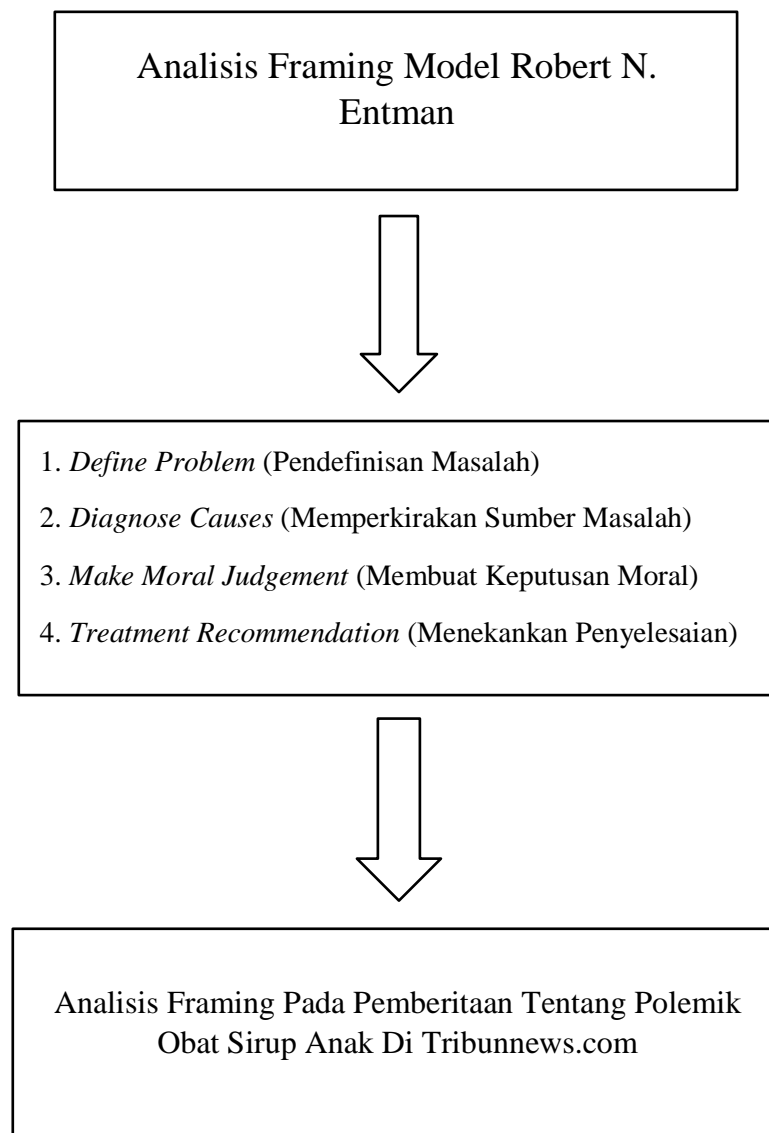 Analisis Framing Model Robert N.
Entman
1. Define Problem (Pendefinisan Masalah)
2. Diagnose Causes (Memperkirakan Sumber Masalah)
3. Make Moral Judgement (Membuat Keputusan Moral)
4. Treatment Recommendation (Menekankan Penyelesaian)
Analisis Framing Pada Pemberitaan Tentang Polemik
Obat Sirup Anak Di Tribunnews.com